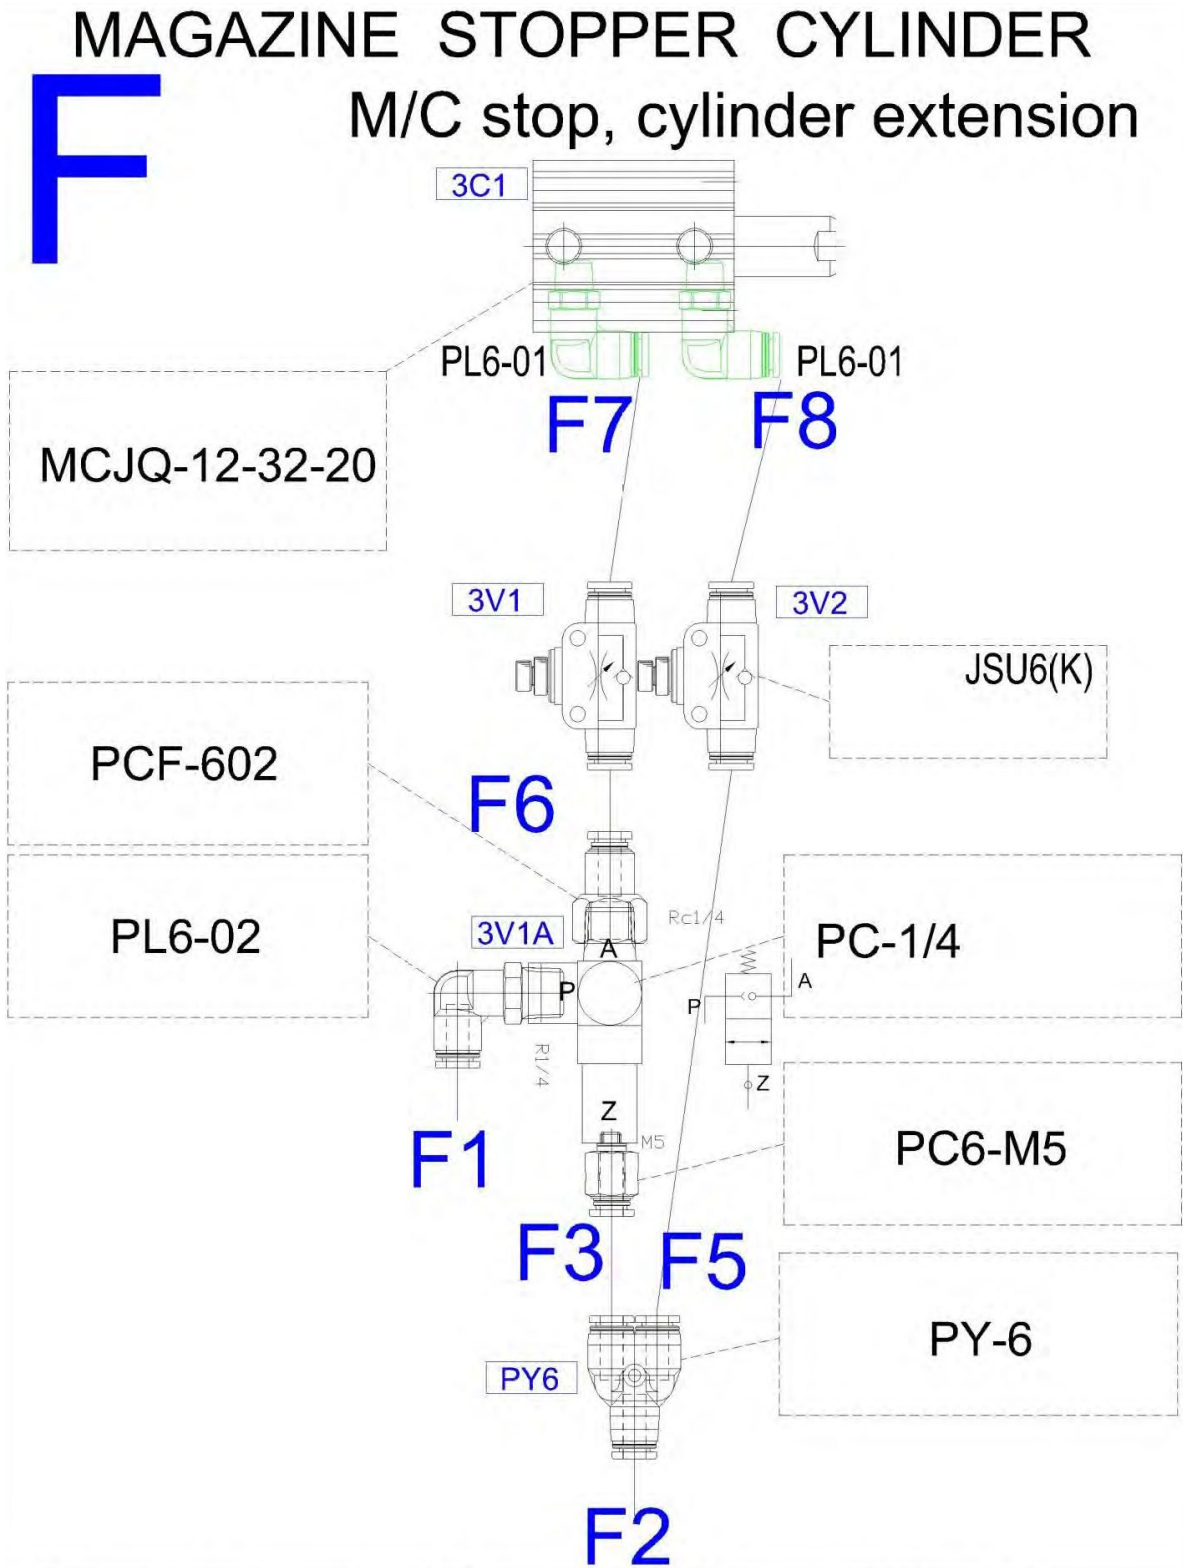 MAGAZINE STOPPER CYLINDER
F
M/C stop, cylinder extension
3C1
PL6-01
PL6-01
F7
F8
MCJQ-12-32-20
3V1
3V2
JSU6(K)
PCF-602
F6
PL6-02
3V1A
Rc1/4
A
PC-1/4
P
P
A
R1/4
Z
Z
M5
F1
PC6-M5
F3
F5
PY-6
PY6
F2